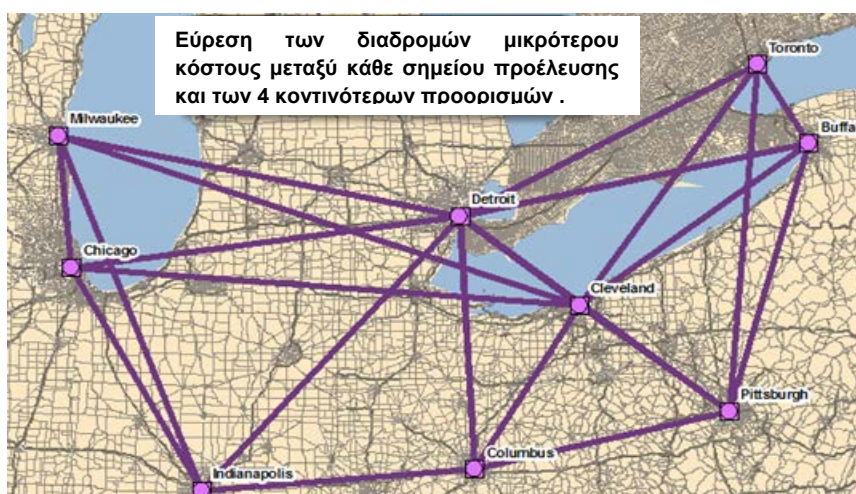 Εύρεση των διαδρομών μικρότερου
κόστους μεταξύ κάθε σημείου προέλευσης
και των 4 κοντινότερων προορισμών .
Toronto
Milwaukee
Buffa
Detroit
Chicago
Cleveland
Pittsburgh
Columbus
Indianapolis